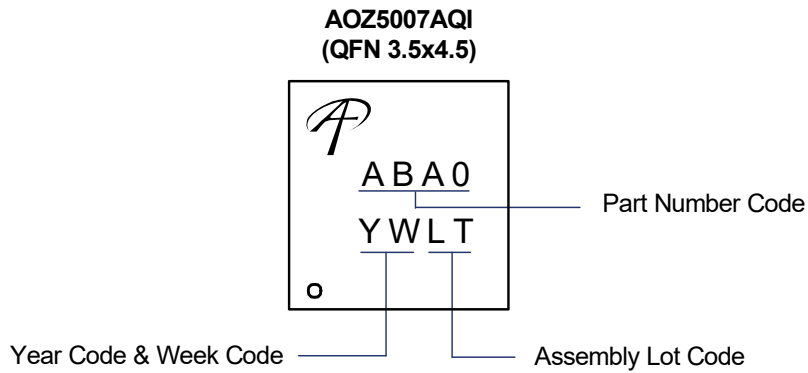 AOZ5007AQI
(QFN 3.5x4.5)
ABA0
Part Number Code
YWLT
Year Code & Week Code
Assembly Lot Code